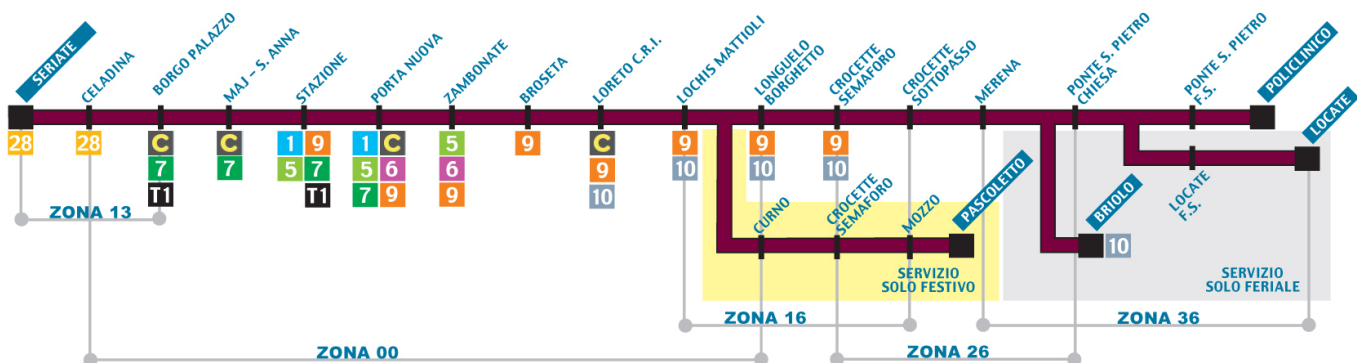 SERIATE
CELADINA
BORGO PALAZZO
MAJ – S. ANNA
STAZIONE
PORTA NUOVA
ZAMBONATE
BROSETA
LORETO C.R.I.
LOCHIS MATTIOLI
LONGUELO
BORGHETTO
CROCETTE
SEMAFORO
CROCETTE
SOTTOPASSO
MERENA
PONTE S. PIETRO
CHIESA
PONTE S. PIETRO
F.S.
POLICLINICO
LOCATE
28
28
C
7
T1
C
7
1 9
5 7
T1
1 C
5 6
7 9
5
6
9
9
C
9
10
9
10
9
10
9
10
CURNO
CROCETTE
SEMAFORO
MOZZO
PASCOLETTO
BRIOLO
10
LOCATE
F.S.
SERVIZIO
SOLO FESTIVO
SERVIZIO
SOLO FERIALE
ZONA 13
ZONA 16
ZONA 36
ZONA 00
ZONA 26